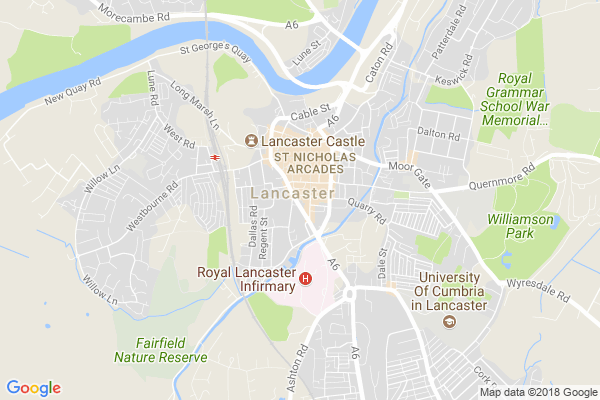 Morecambe Rd
A6
Lune St
St George's Quay
Caton Rd
Patterdale Rd
Keswick Rd
New Quay Rd
Lune Rd
Long Marsh Ln
Cable St
A6
Royal
Grammar
School War
Memorial...
Dalton Rd
West Rd
Lancaster Castle
ST NICHOLAS
ARCADES
Moor Gate
Quernmore Rd
Willow Ln
Westbourne Rd
Lancaster
Quarry Rd
Dallas Rd
Regent St
Williamson
Park
Dale St
A6
Royal Lancaster
Infirmary
H
University
Of Cumbria
in Lancaster
Wyresdale Rd
Willow Ln
Fairfield
Nature Reserve
Ashton Rd
A6
Cork Rd
Google
Map data ©2018 Google